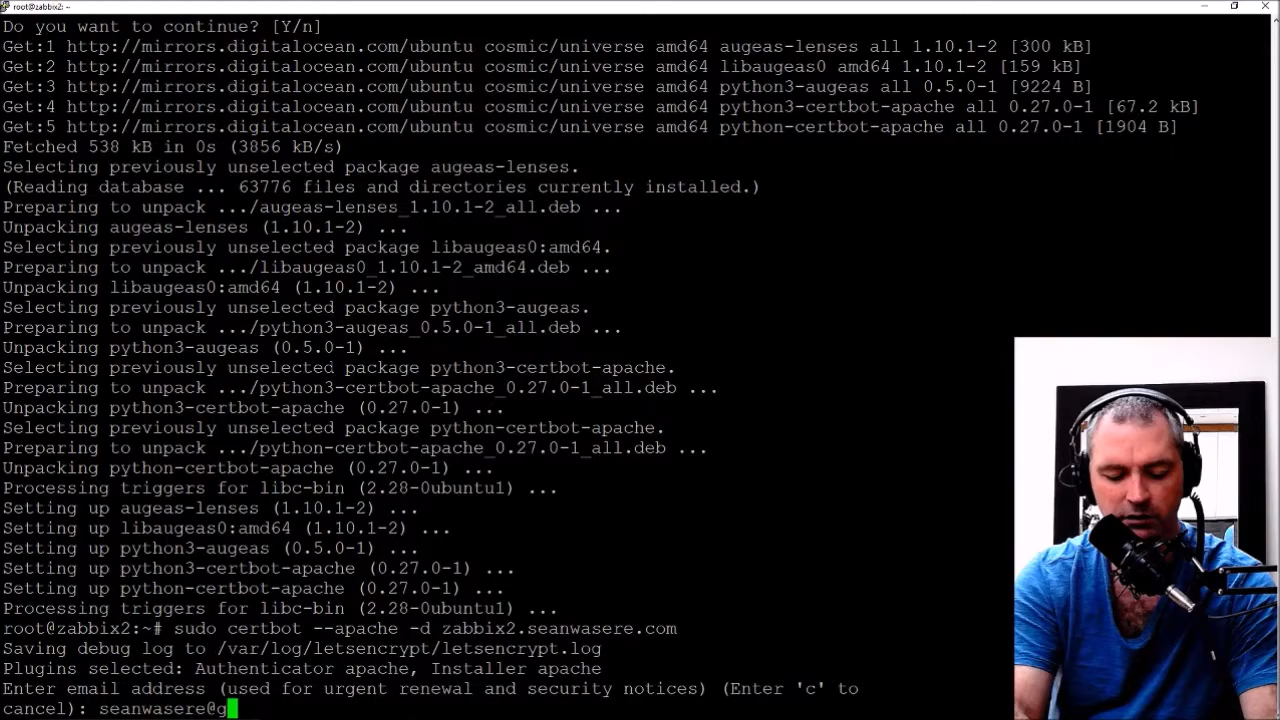 root@zabbix2: ~
Do you want to continue? [Y/n]
Get:1 http://mirrors.digitalocean.com/ubuntu cosmic/universe amd64 augeas-lenses all 1.10.1-2 [300 kB]
Get:2 http://mirrors.digitalocean.com/ubuntu cosmic/universe amd64 libaugeas0 amd64 1.10.1-2 [159 kB]
Get:3 http://mirrors.digitalocean.com/ubuntu cosmic/universe amd64 python3-augeas all 0.5.0-1 [9224 B]
Get:4 http://mirrors.digitalocean.com/ubuntu cosmic/universe amd64 python3-certbot-apache all 0.27.0-1 [67.2 kB]
Get:5 http://mirrors.digitalocean.com/ubuntu cosmic/universe amd64 python-certbot-apache all 0.27.0-1 [1904 B]
Fetched 538 kB in 0s (3856 kB/s)
Selecting previously unselected package augeas-lenses.
(Reading database ... 63776 files and directories currently installed.)
Preparing to unpack .../augeas-lenses_1.10.1-2_all.deb ...
Unpacking augeas-lenses (1.10.1-2) ...
Selecting previously unselected package libaugeas0:amd64.
Preparing to unpack .../libaugeas0_1.10.1-2_amd64.deb ...
Unpacking libaugeas0:amd64 (1.10.1-2) ...
Selecting previously unselected package python3-augeas.
Preparing to unpack .../python3-augeas_0.5.0-1_all.deb ...
Unpacking python3-augeas (0.5.0-1) ...
Selecting previously unselected package python3-certbot-apache.
Preparing to unpack .../python3-certbot-apache_0.27.0-1_all.deb ...
Unpacking python3-certbot-apache (0.27.0-1) ...
Selecting previously unselected package python-certbot-apache.
Preparing to unpack .../python-certbot-apache_0.27.0-1_all.deb ...
Unpacking python-certbot-apache (0.27.0-1) ...
Processing triggers for libc-bin (2.28-0ubuntu1) ...
Setting up augeas-lenses (1.10.1-2) ...
Setting up libaugeas0:amd64 (1.10.1-2) ...
Setting up python3-augeas (0.5.0-1) ...
Setting up python3-certbot-apache (0.27.0-1) ...
Setting up python-certbot-apache (0.27.0-1) ...
Processing triggers for libc-bin (2.28-0ubuntu1) ...
root@zabbix2:~# sudo certbot --apache -d zabbix2.seanwasere.com
Saving debug log to /var/log/letsencrypt/letsencrypt.log
Plugins selected: Authenticator apache, Installer apache
Enter email address (used for urgent renewal and security notices) (Enter 'c' to
cancel): seanwasere@g